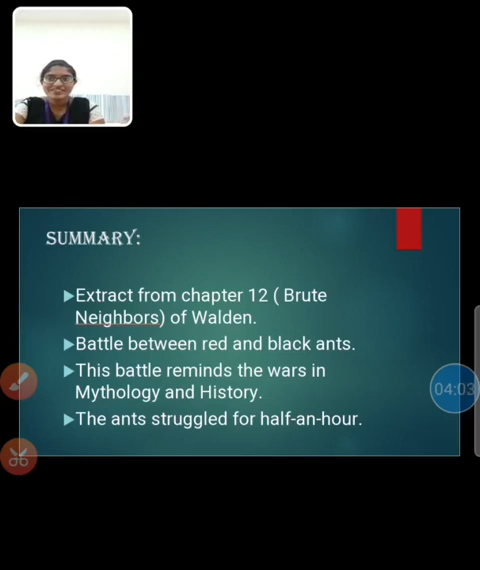 SUMMARY:
▶Extract from chapter 12 ( Brute
Neighbors) of Walden.
▶Battle between red and black ants.
▶This battle reminds the wars in
Mythology and History.
▶The ants struggled for half-an-hour.
04:03